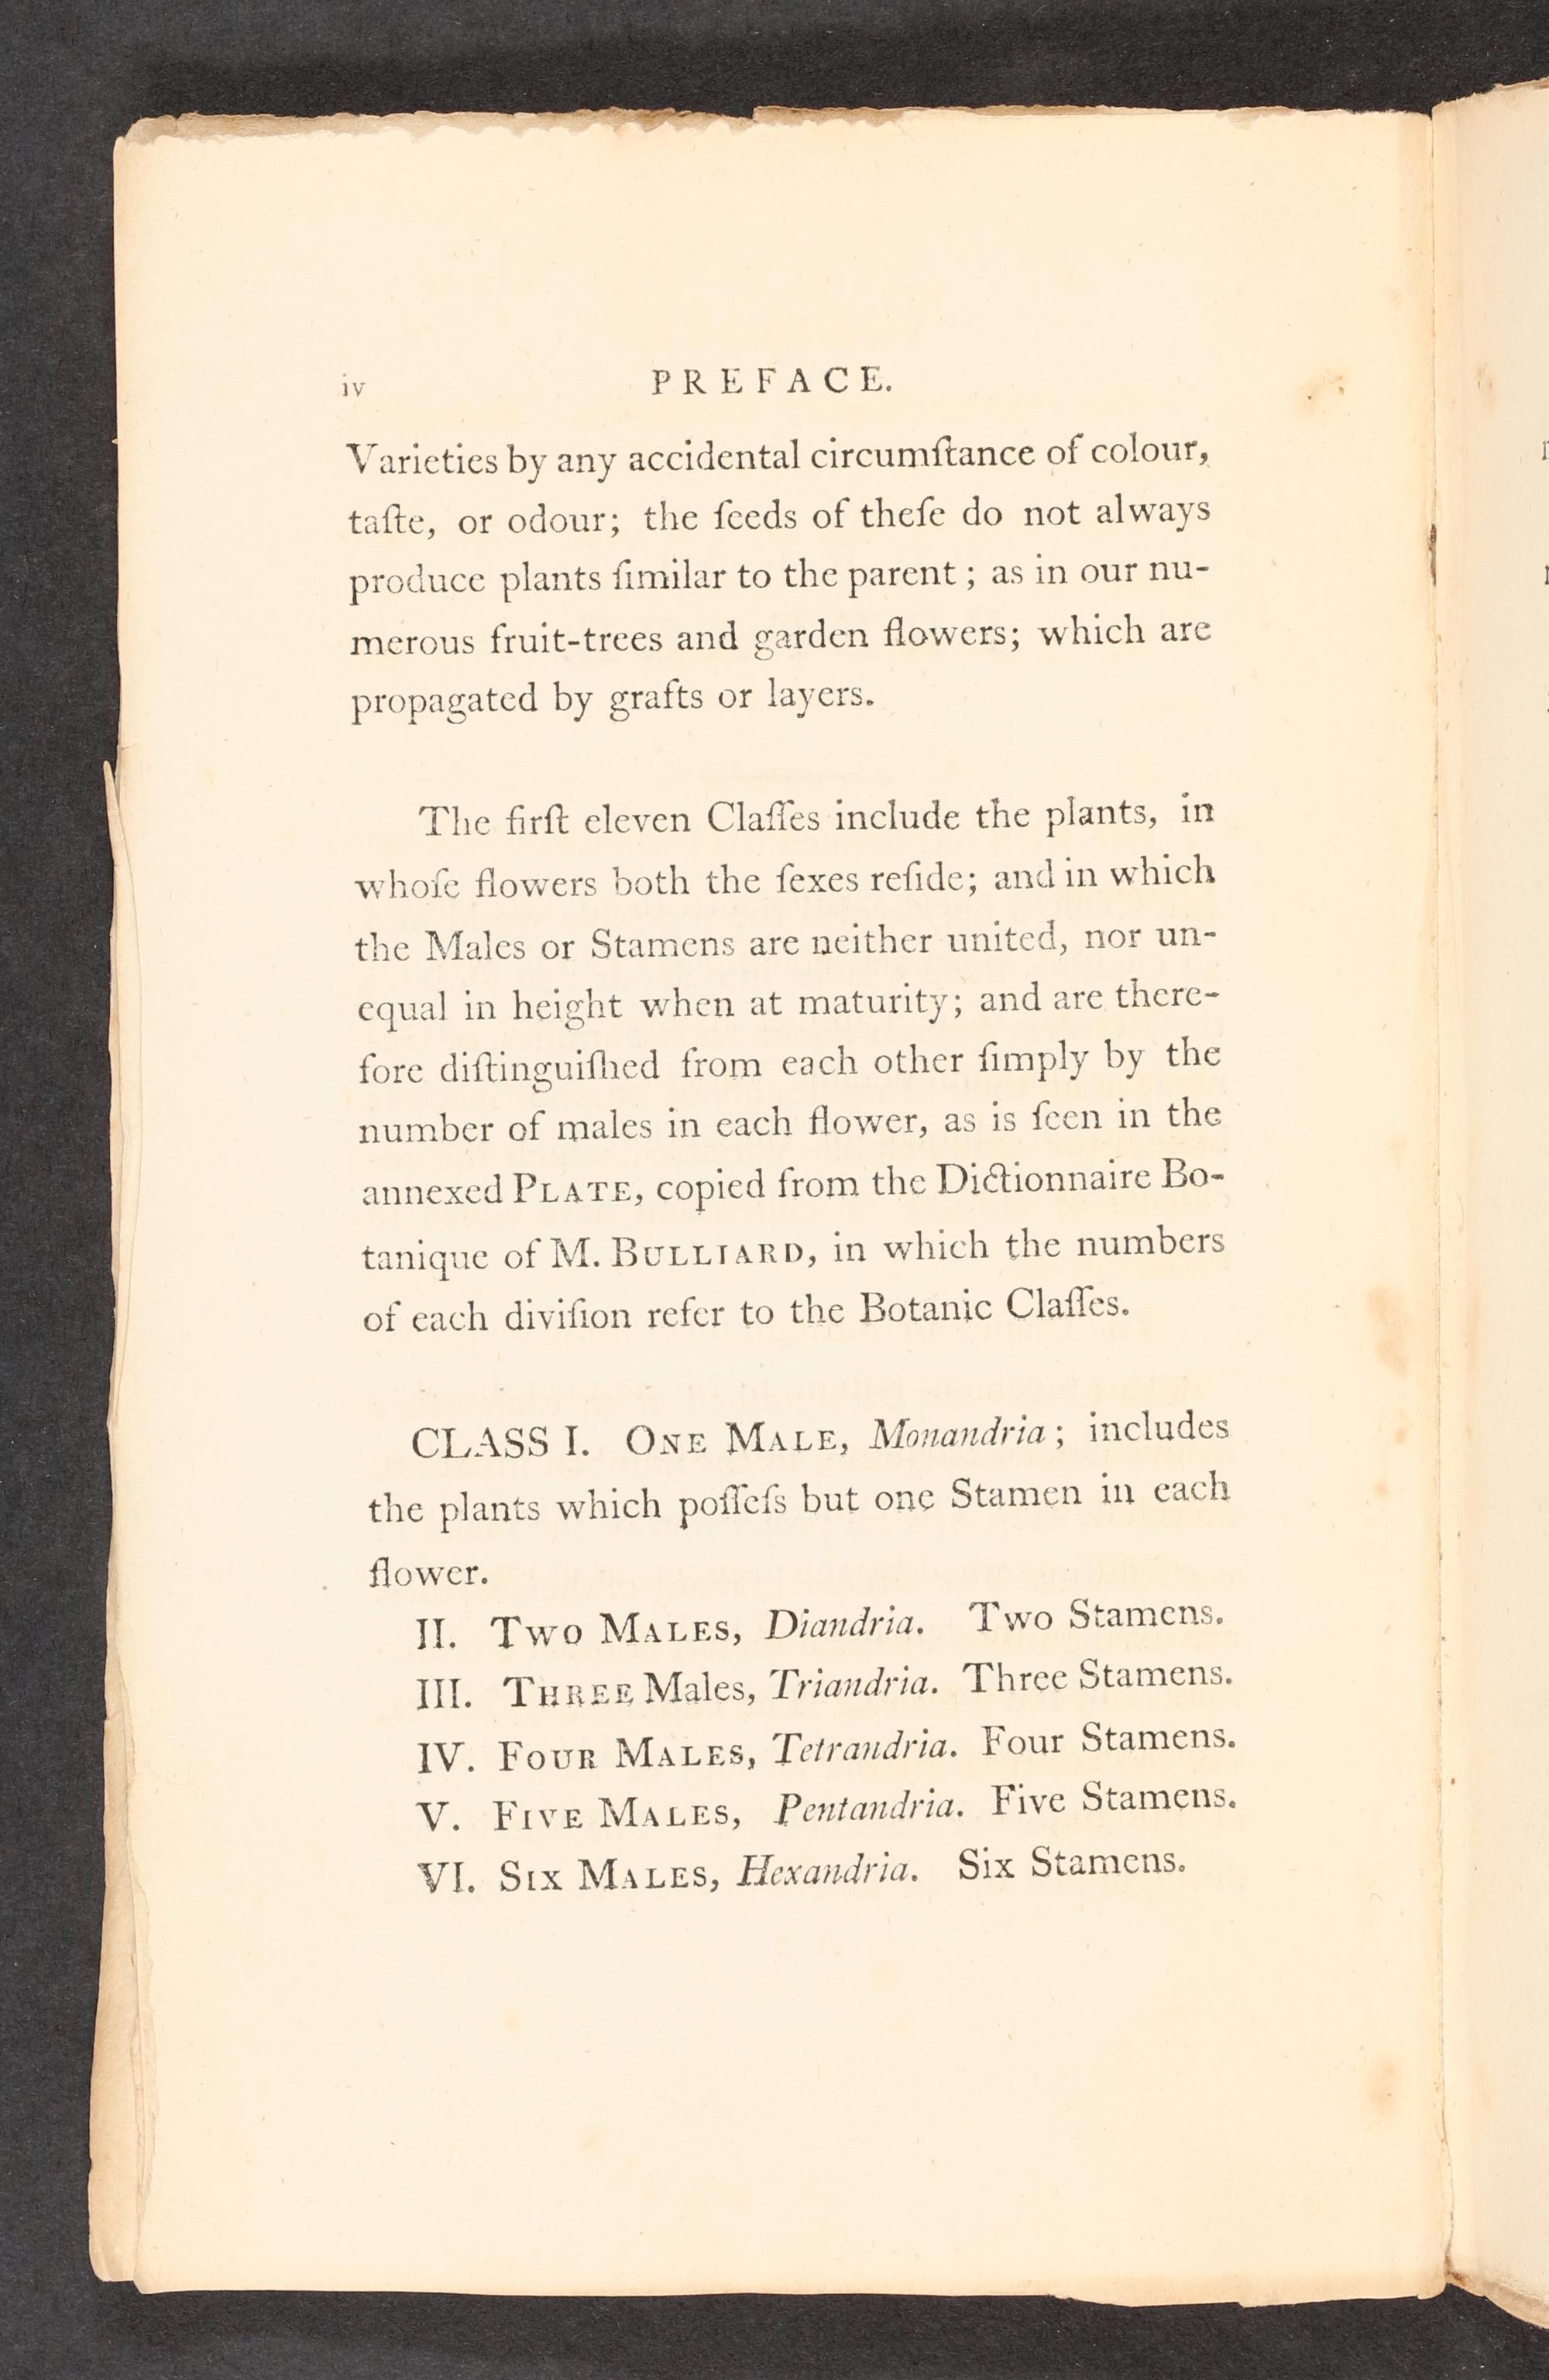 iv
PREFACE.
Varieties by any accidental circumſtance of colour,
taſte, or odour; the ſeeds of theſe do not always
produce plants ſimilar to the parent; as in our nu-
merous fruit-trees and garden flowers; which are
propagated by grafts or layers.
The firſt eleven Claſſes include the plants, in
whoſe flowers both the ſexes reſide; and in which
the Males or Stamens are neither united, nor un-
equal in height when at maturity; and are there-
fore diſtinguiſhed from each other ſimply by the
number of males in each flower, as is ſeen in the
annexed PLATE, copied from the Dictionnaire Bo-
tanique of M. BULLIARD, in which the numbers
of each diviſion refer to the Botanic Claſſes.
CLASS I. ONE MALE, Monandria; includes
the plants which poſſeſs but one Stamen in each
flower.
II. TWO MALES, Diandria. Two Stamens.
III. THREE Males, Triandria. Three Stamens.
IV. FOUR MALES, Tetrandria. Four Stamens.
V. FIVE MALES, Pentandria. Five Stamens.
VI. SIX MALES, Hexandria. Six Stamens.